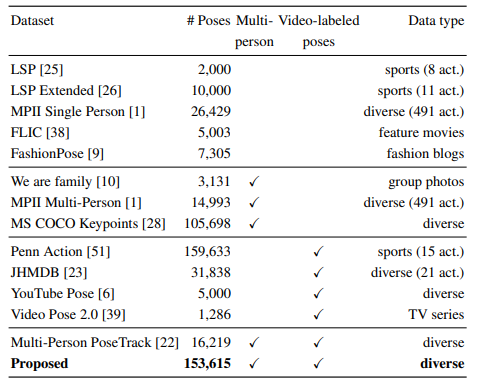 Dataset # Poses Multi- Video-labeled Data type
person poses
LSP [25] 2,000 sports (8 act.)
LSP Extended [26] 10,000 sports (11 act.)
MPII Single Person [1] 26,429 diverse (491 act.)
FLIC [38] 5,003 feature movies
FashionPose [9] 7,305 fashion blogs
We are family [10] 3,131 ✓ group photos
MPII Multi-Person [1] 14,993 ✓ diverse (491 act.)
MS COCO Keypoints [28] 105,698 ✓ diverse
Penn Action [51] 159,633 ✓ sports (15 act.)
JHMDB [23] 31,838 ✓ diverse (21 act.)
YouTube Pose [6] 5,000 ✓ diverse
Video Pose 2.0 [39] 1,286 ✓ TV series
Multi-Person PoseTrack [22] 16,219 ✓ ✓ diverse
Proposed 153,615 ✓ ✓ diverse